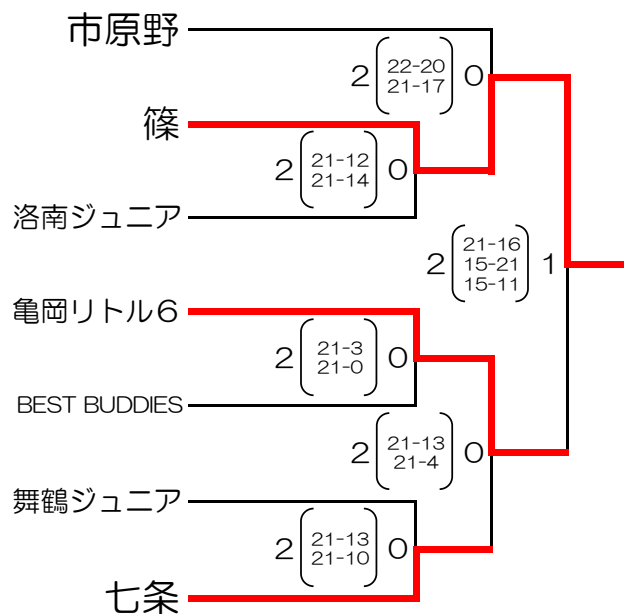 市原野
2 22-20 0
21-17
篠
2 21-12 0
21-14
洛南ジュニア
2 21-16 1
15-21
15-11
亀岡リトル6
2 21-3 0
21-0
BEST BUDDIES
2 21-13 0
21-4
舞鶴ジュニア
2 21-13 0
21-10
七条